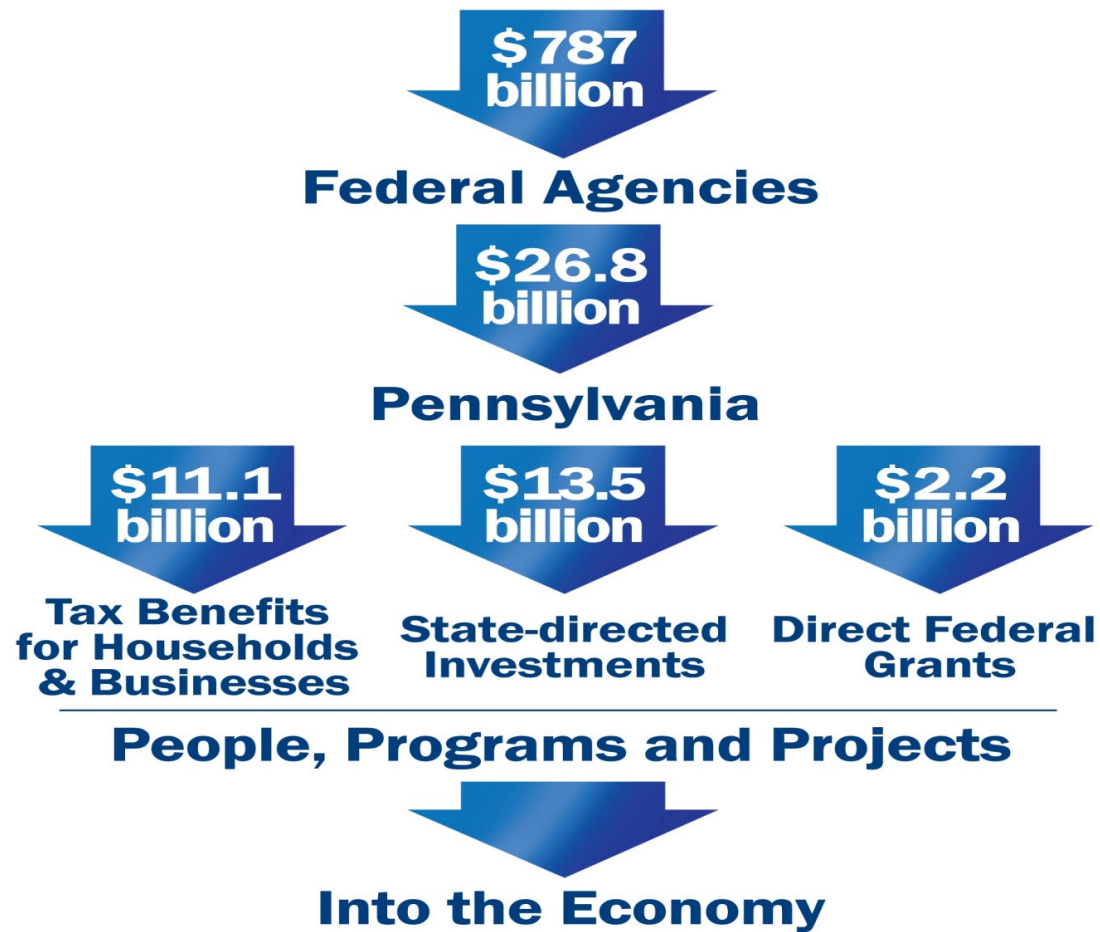 $787
billion
Federal Agencies
$26.8
billion
Pennsylvania
$11.1
billion
Tax Benefits
for Households
& Businesses
$13.5
billion
State-directed
Investments
$2.2
billion
Direct Federal
Grants
People, Programs and Projects
Into the Economy